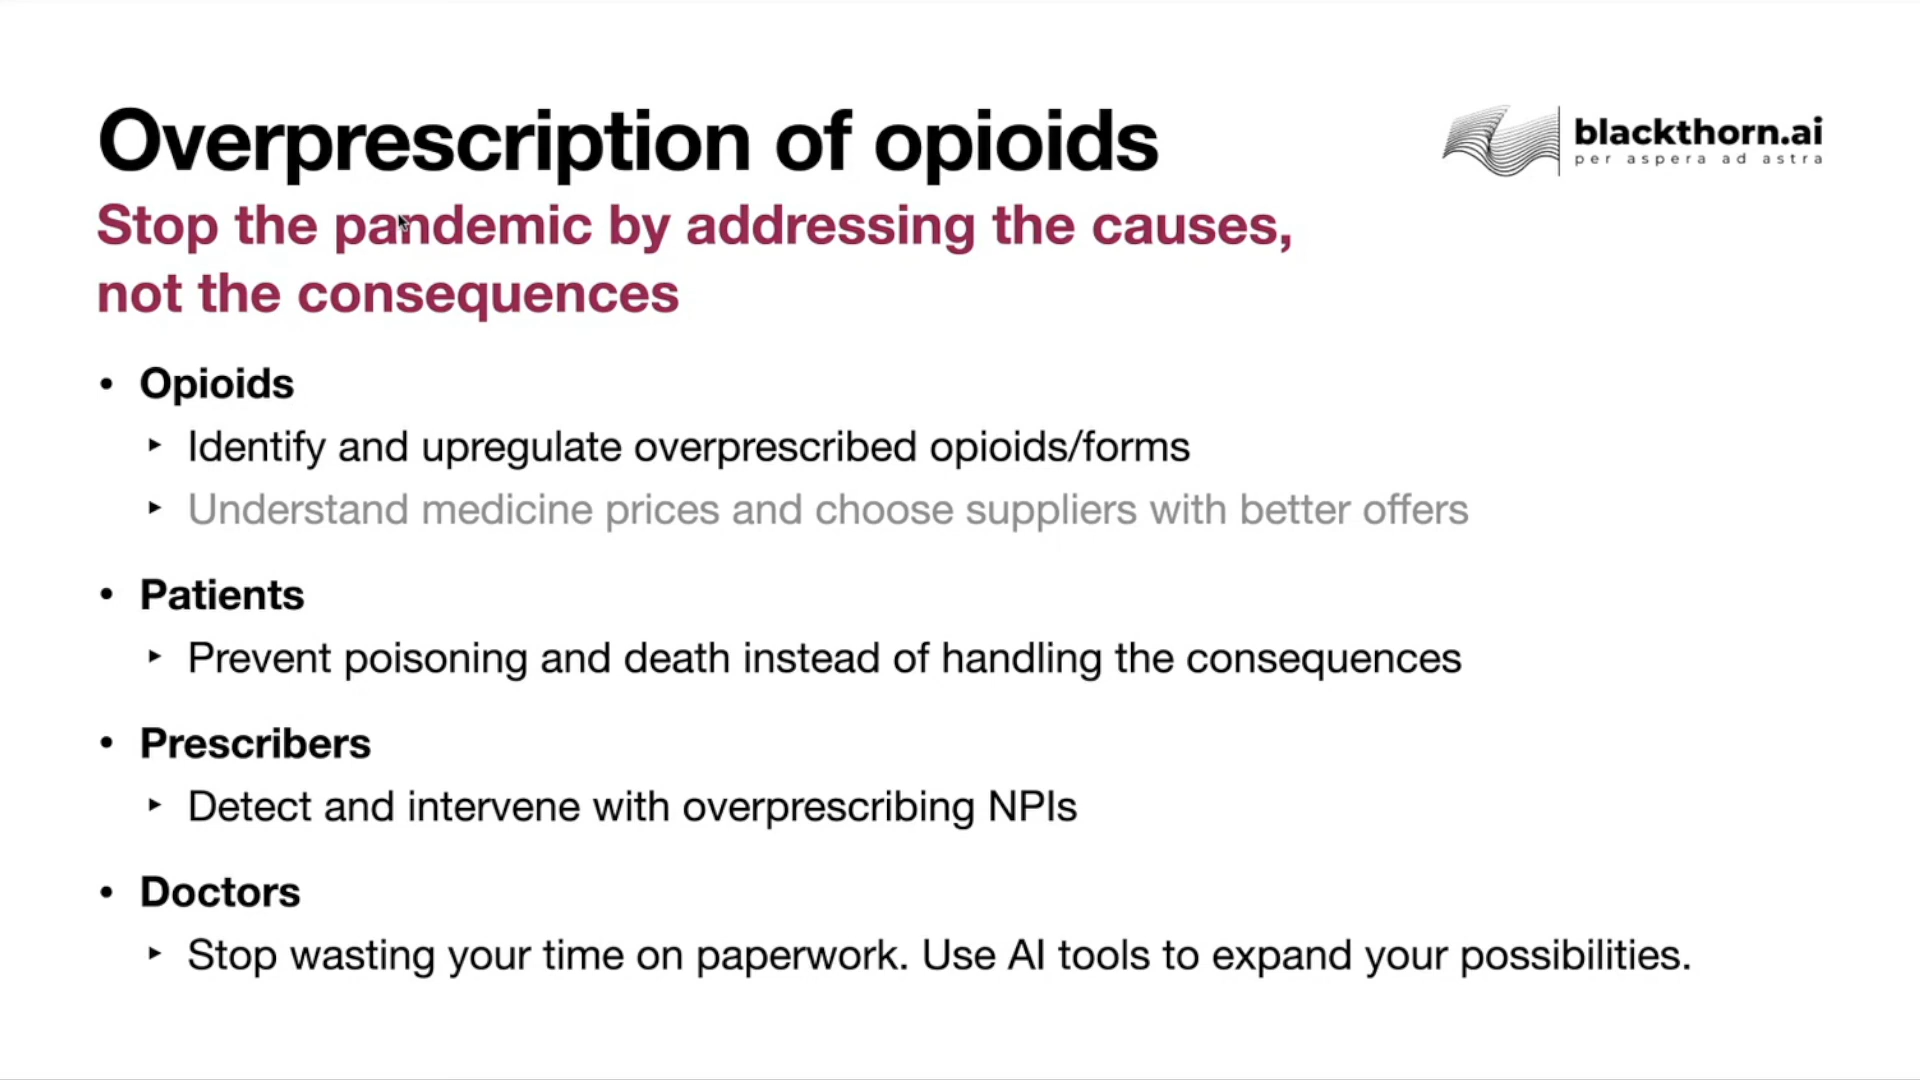 Overprescription of opioids
blackthorn.ai
per aspera ad astra
Stop the pandemic by addressing the causes,
not the consequences
• Opioids
‣ Identify and upregulate overprescribed opioids/forms
‣ Understand medicine prices and choose suppliers with better offers
• Patients
‣ Prevent poisoning and death instead of handling the consequences
• Prescribers
‣ Detect and intervene with overprescribing NPIs
• Doctors
‣ Stop wasting your time on paperwork. Use AI tools to expand your possibilities.